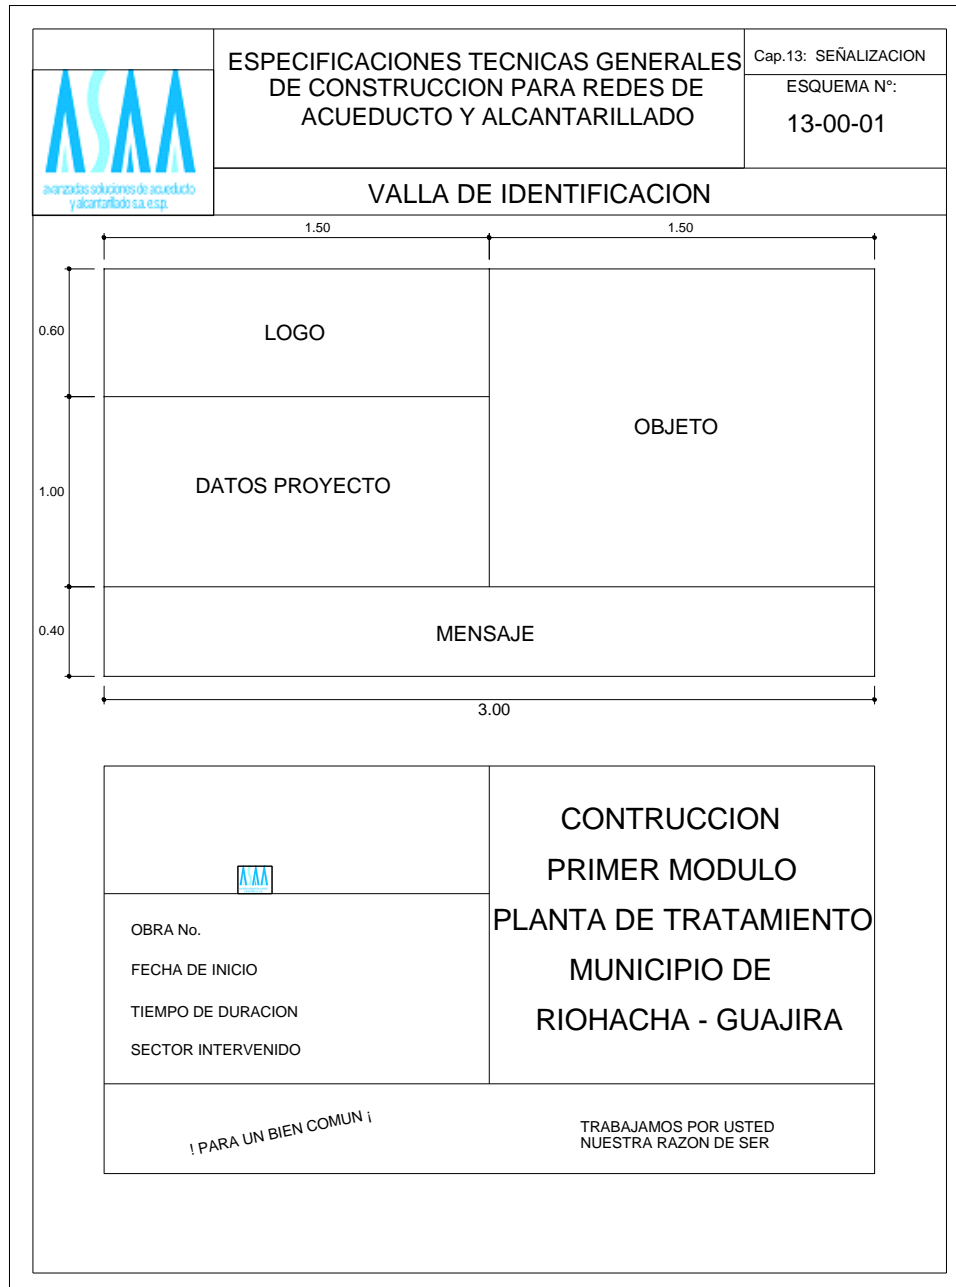 ESPECIFICACIONES TECNICAS GENERALES
DE CONSTRUCCION PARA REDES DE
ACUEDUCTO Y ALCANTARILLADO
Cap.13: SEÑALIZACION
ESQUEMA N°:
13-00-01
ASAA
avanzadas soluciones de acueducto
y alcantarillado s.a. e.s.p.
VALLA DE IDENTIFICACION
1.50
1.50
0.60
LOGO
OBJETO
1.00
DATOS PROYECTO
0.40
MENSAJE
3.00
CONTRUCCION
PRIMER MODULO
PLANTA DE TRATAMIENTO
MUNICIPIO DE
RIOHACHA - GUAJIRA
ASAA
OBRA No.
FECHA DE INICIO
TIEMPO DE DURACION
SECTOR INTERVENIDO
! PARA UN BIEN COMUN ¡
TRABAJAMOS POR USTED
NUESTRA RAZON DE SER